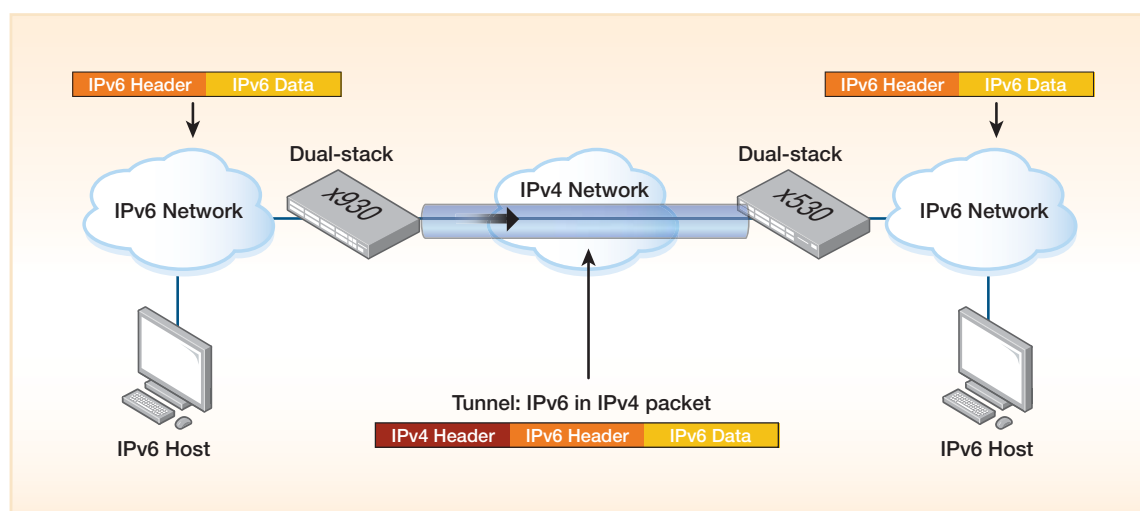 IPv6 Header IPv6 Data
IPv6 Header IPv6 Data
Dual-stack
Dual-stack
x930
IPv4 Network
x530
IPv6 Network
IPv6 Network
Tunnel: IPv6 in IPv4 packet
IPv4 Header IPv6 Header IPv6 Data
IPv6 Host
IPv6 Host